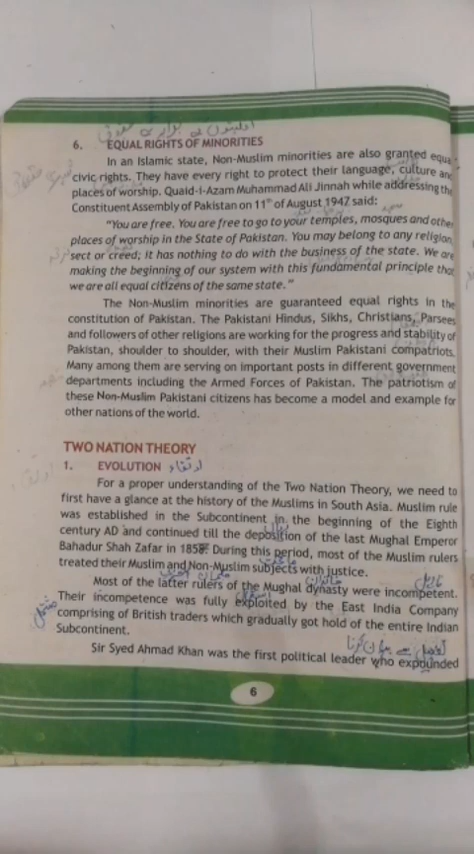 6. EQUAL RIGHTS OF MINORITIES
In an Islamic state, Non-Muslim minorities are also granted equal
civic rights. They have every right to protect their language, culture and
places of worship. Quaid-i-Azam Muhammad Ali Jinnah while addressing the
Constituent Assembly of Pakistan on 11th of August 1947 said:
"You are free. You are free to go to your temples, mosques and other
places of worship in the State of Pakistan. You may belong to any religion,
sect or creed; it has nothing to do with the business of the state. We are
making the beginning of our system with this fundamental principle that
we are all equal citizens of the same state."
The Non-Muslim minorities are guaranteed equal rights in the
constitution of Pakistan. The Pakistani Hindus, Sikhs, Christians, Parsees
and followers of other religions are working for the progress and stability of
Pakistan, shoulder to shoulder, with their Muslim Pakistani compatriots.
Many among them are serving on important posts in different government
departments including the Armed Forces of Pakistan. The patriotism of
these Non-Muslim Pakistani citizens has become a model and example for
other nations of the world.
TWO NATION THEORY
1. EVOLUTION ارتقاء
For a proper understanding of the Two Nation Theory, we need to
first have a glance at the history of the Muslims in South Asia. Muslim rule
was established in the Subcontinent in the beginning of the Eighth
century AD and continued till the deposition of the last Mughal Emperor
Bahadur Shah Zafar in 1858. During this period, most of the Muslim rulers
treated their Muslim and Non-Muslim subjects with justice.
Most of the latter rulers of the Mughal dynasty were incompetent.
Their incompetence was fully exploited by the East India Company
comprising of British traders which gradually got hold of the entire Indian
Subcontinent.
Sir Syed Ahmad Khan was the first political leader who expounded
6